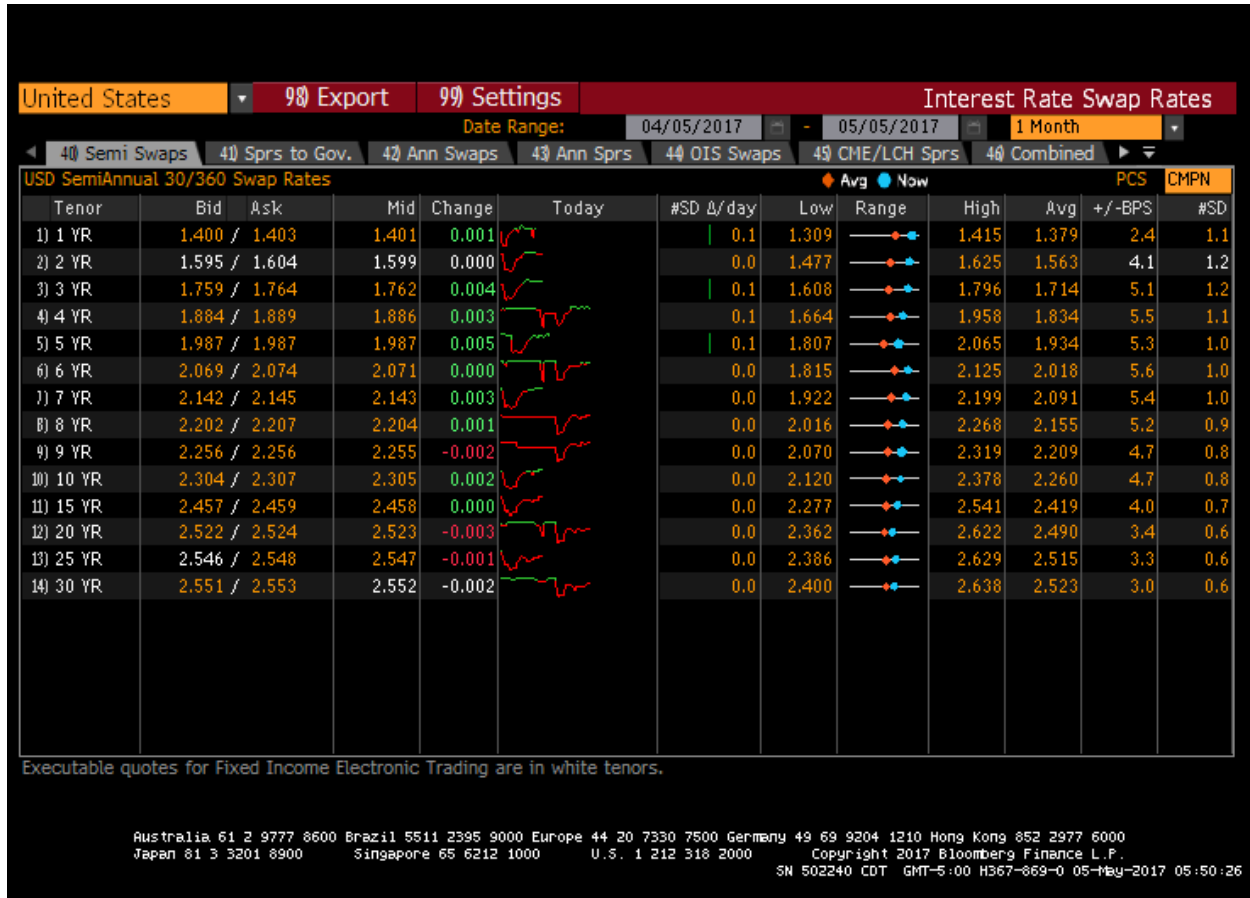 United States 98) Export 99) Settings Interest Rate Swap Rates
Date Range: 04/05/2017 - 05/05/2017 1 Month
40) Semi Swaps 41) Sprs to Gov. 42) Ann Swaps 43) Ann Sprs 44) OIS Swaps 45) CME/LCH Sprs 46) Combined
USD SemiAnnual 30/360 Swap Rates Avg Now PCS CMPN
Tenor Bid Ask Mid Change Today #SD Δ/day Low Range High Avg +/-BPS #SD
1) 1 YR 1.400 / 1.403 1.401 0.001 0.1 1.309 1.415 1.379 2.4 1.1
2) 2 YR 1.595 / 1.604 1.599 0.000 0.0 1.477 1.625 1.563 4.1 1.2
3) 3 YR 1.759 / 1.764 1.762 0.004 0.1 1.608 1.796 1.714 5.1 1.2
4) 4 YR 1.884 / 1.889 1.886 0.003 0.1 1.664 1.958 1.834 5.5 1.1
5) 5 YR 1.987 / 1.987 1.987 0.005 0.1 1.807 2.065 1.934 5.3 1.0
6) 6 YR 2.069 / 2.074 2.071 0.000 0.0 1.815 2.125 2.018 5.6 1.0
7) 7 YR 2.142 / 2.145 2.143 0.003 0.0 1.922 2.199 2.091 5.4 1.0
8) 8 YR 2.202 / 2.207 2.204 0.001 0.0 2.016 2.268 2.155 5.2 0.9
9) 9 YR 2.256 / 2.256 2.255 -0.002 0.0 2.070 2.319 2.209 4.7 0.8
10) 10 YR 2.304 / 2.307 2.305 0.002 0.0 2.120 2.378 2.260 4.7 0.8
11) 15 YR 2.457 / 2.459 2.458 0.000 0.0 2.277 2.541 2.419 4.0 0.7
12) 20 YR 2.522 / 2.524 2.523 -0.003 0.0 2.362 2.622 2.490 3.4 0.6
13) 25 YR 2.546 / 2.548 2.547 -0.001 0.0 2.386 2.629 2.515 3.3 0.6
14) 30 YR 2.551 / 2.553 2.552 -0.002 0.0 2.400 2.638 2.523 3.0 0.6
Executable quotes for Fixed Income Electronic Trading are in white tenors.
Australia 61 2 9777 8600 Brazil 5511 2395 9000 Europe 44 20 7330 7500 Germany 49 69 9204 1210 Hong Kong 852 2977 6000
Japan 81 3 3201 8900 Singapore 65 6212 1000 U.S. 1 212 318 2000 Copyright 2017 Bloomberg Finance L.P.
SN 502240 CDT GMT-5:00 H367-869-0 05-May-2017 05:50:26